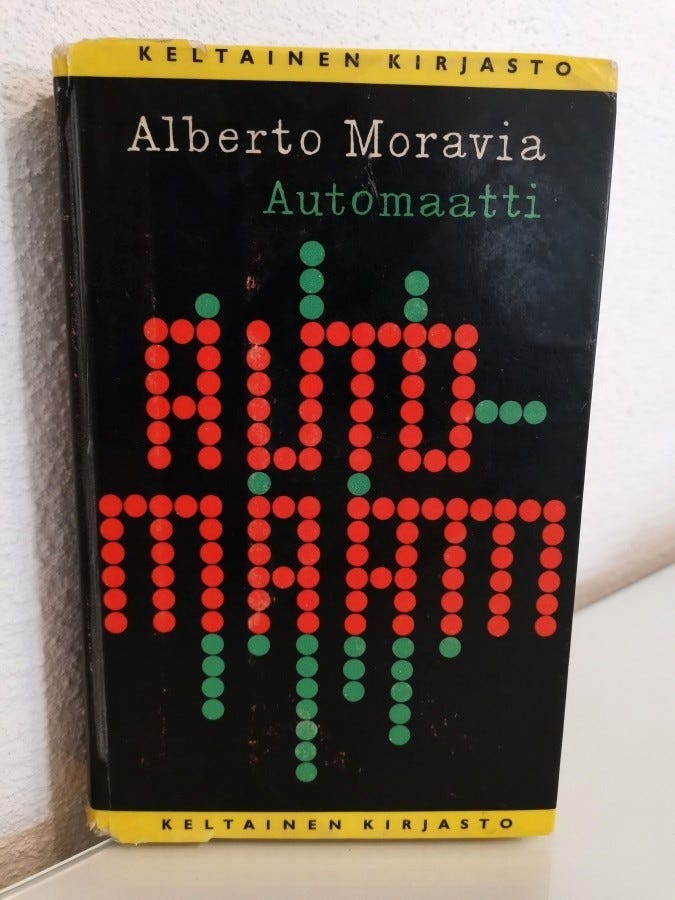 KELTAINEN KIRJASTO
Alberto Moravia
Automaatti
AUTO-
MAATTI
KELTAINEN KIRJASTO